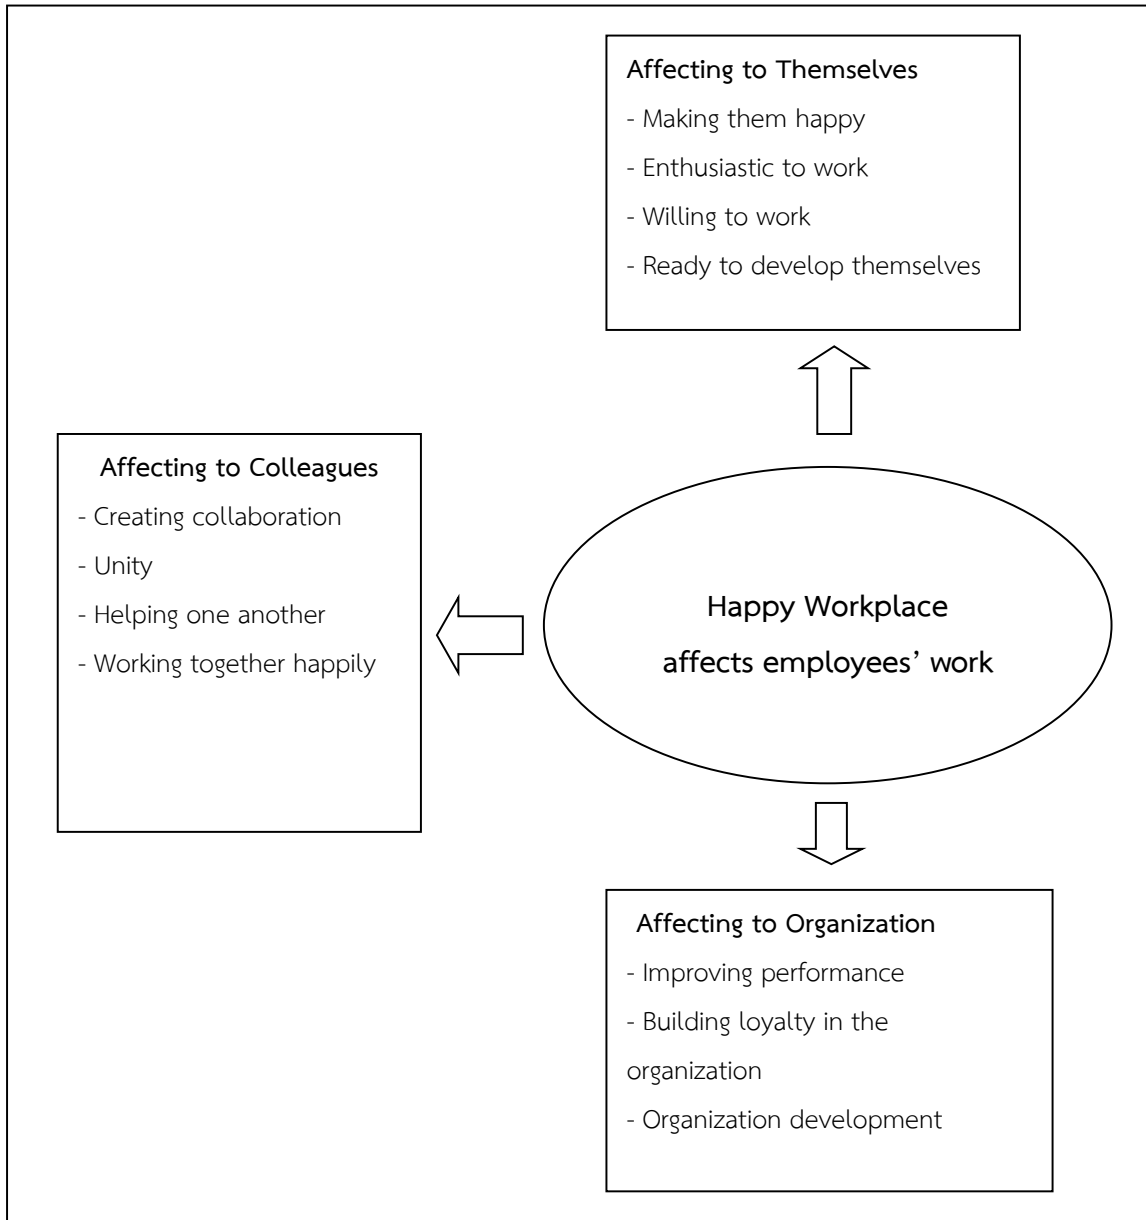 Affecting to Themselves
- Making them happy
- Enthusiastic to work
- Willing to work
- Ready to develop themselves
Affecting to Colleagues
- Creating collaboration
- Unity
- Helping one another
- Working together happily
Happy Workplace
affects employees’ work
Affecting to Organization
- Improving performance
- Building loyalty in the
organization
- Organization development